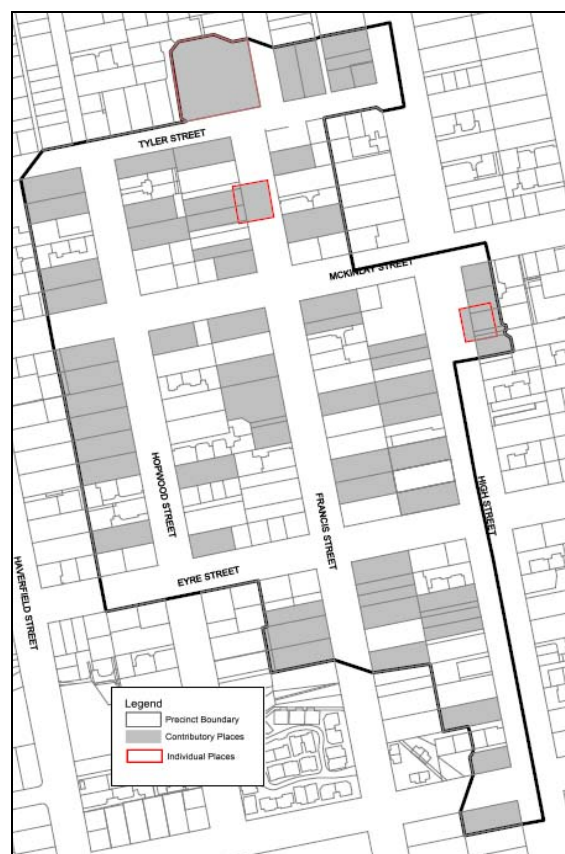 TYLER STREET
MCKINLAY STREET
HOPWOOD STREET
FRANCIS STREET
HIGH STREET
HAVERFIELD STREET
EYRE STREET
Legend
Precinct Boundary
Contributory Places
Individual Places